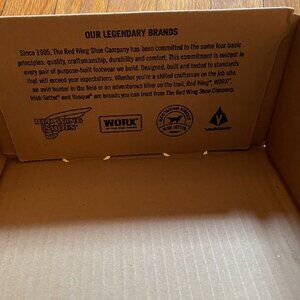 OUR LEGENDARY BRANDS
Since 1905, The Red Wing Shoe Company has been committed to the same four basic
principles: quality, craftsmanship, durability and comfort. This commitment is evident in
every pair of purpose-built footwear we build. Designed, built and tested to standards
that will exceed your expectations. Whether you're a skilled craftsman on the job site,
an avid hunter in the field or an adventurous hiker on the trail, Red Wing®, WORX®,
Irish Setter® and Vasque® are brands you can trust from The Red Wing Shoe Company.
RED WING
SHOES
WORX
BY RED WING SHOES
IRISH SETTER
VASQUE